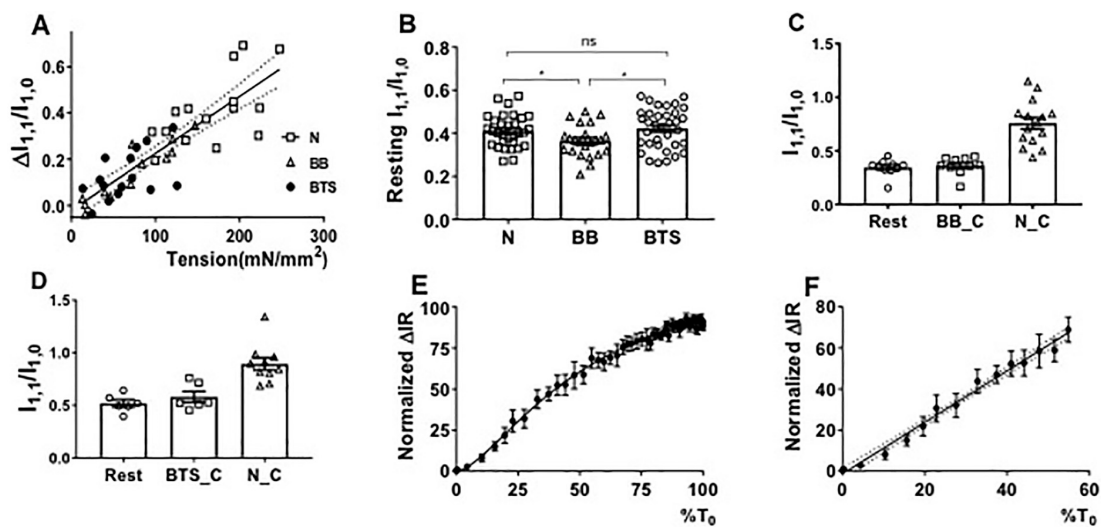 A
ΔI1,1/I1,0
0.6
0.4
0.2
0.0
0 100 200 300
Tension(mN/mm²)
N
BB
BTS
B
Resting I1,1/I1,0
0.8
0.6
0.4
0.2
0.0
ns
* *
N BB BTS
C
I1,1/I1,0
1.5
1.0
0.5
0.0
Rest BB_C N_C
D
I1,1/I1,0
1.5
1.0
0.5
0.0
Rest BTS_C N_C
E
Normalized ΔIR
100
75
50
25
0
0 25 50 75 100
%T0
F
Normalized ΔIR
80
60
40
20
0
0 20 40 60
%T0